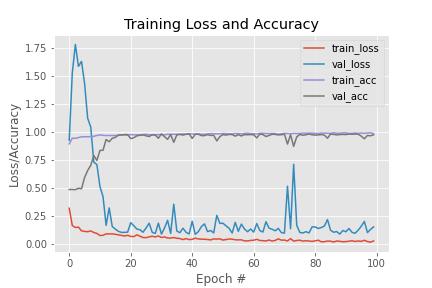 Training Loss and Accuracy
train_loss
val_loss
train_acc
val_acc
Loss/Accuracy
1.75
1.50
1.25
1.00
0.75
0.50
0.25
0.00
0 20 40 60 80 100
Epoch #